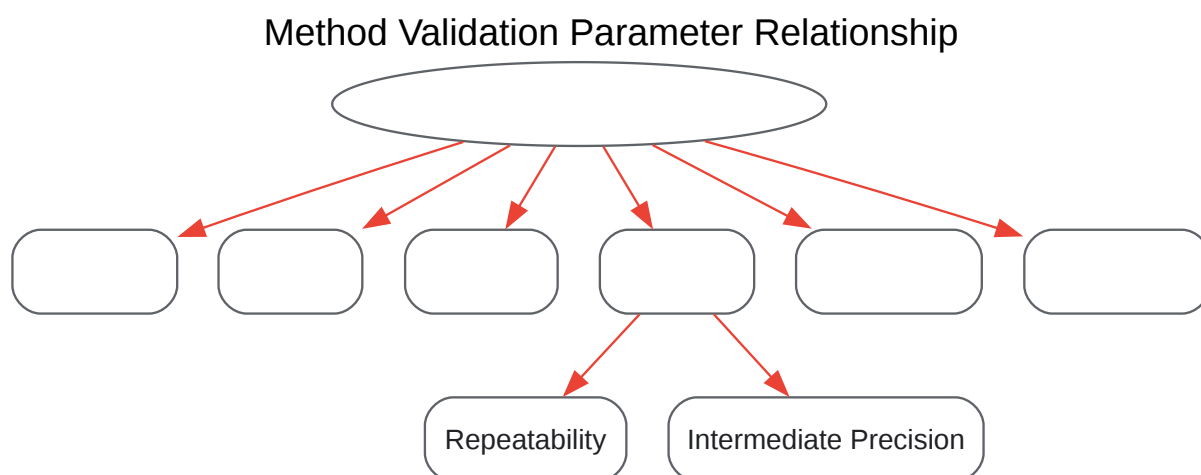 Method Validation Parameter Relationship
Repeatability
Intermediate Precision